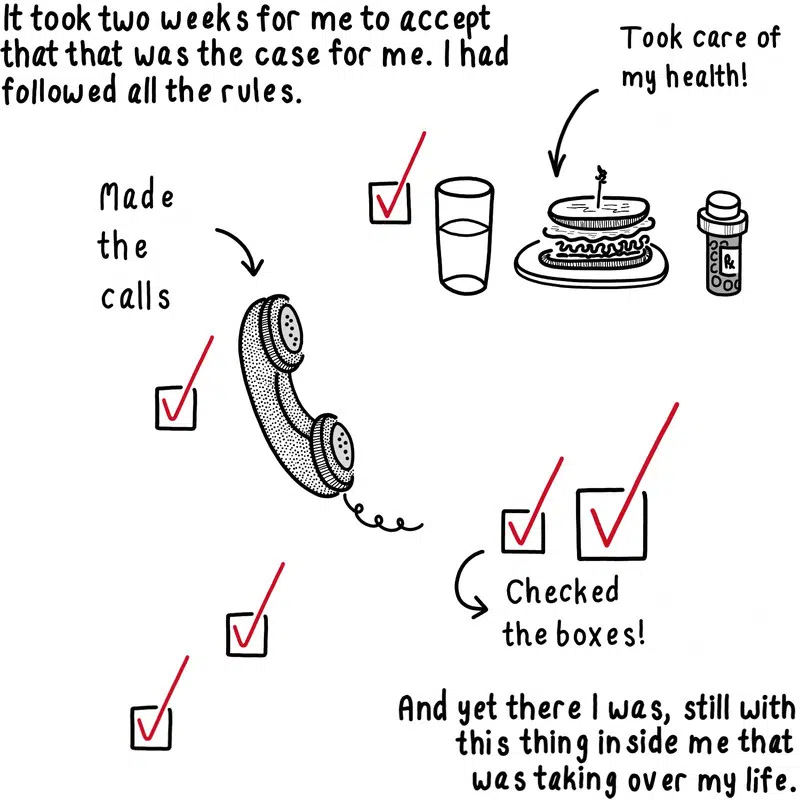 It took two weeks for me to accept
that that was the case for me. I had
followed all the rules.
Took care of
my health!
Made
the
calls
Rx
Checked
the boxes!
And yet there I was, still with
this thing inside me that
was taking over my life.